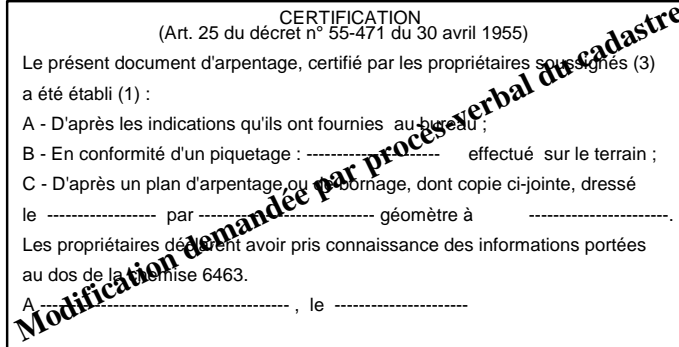 CERTIFICATION
(Art. 25 du décret n° 55-471 du 30 avril 1955)
Le présent document d'arpentage, certifié par les propriétaires soussignés (3)
a été établi (1) :
A - D'après les indications qu'ils ont fournies au bureau ;
B - En conformité d'un piquetage : --------------------- effectué sur le terrain ;
C - D'après un plan d'arpentage ou de bornage, dont copie ci-jointe, dressé
le ----------------- par --------------------------- géomètre à ----------------------.
Les propriétaires déclarent avoir pris connaissance des informations portées
au dos de la chemise 6463.
A --------------------------------------- , le ---------------------
Modification demandée par procès-verbal du cadastre